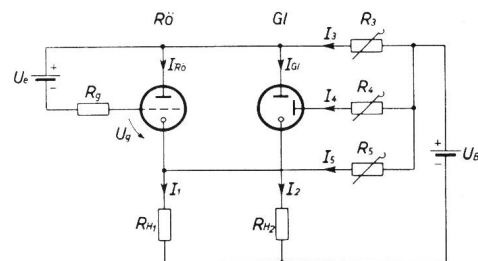 Rö Gl
R3
I3
Ue + − IRö IGl
Rg R4
I4
Ug R5 + UB −
I5
I1 I2
RH1 RH2